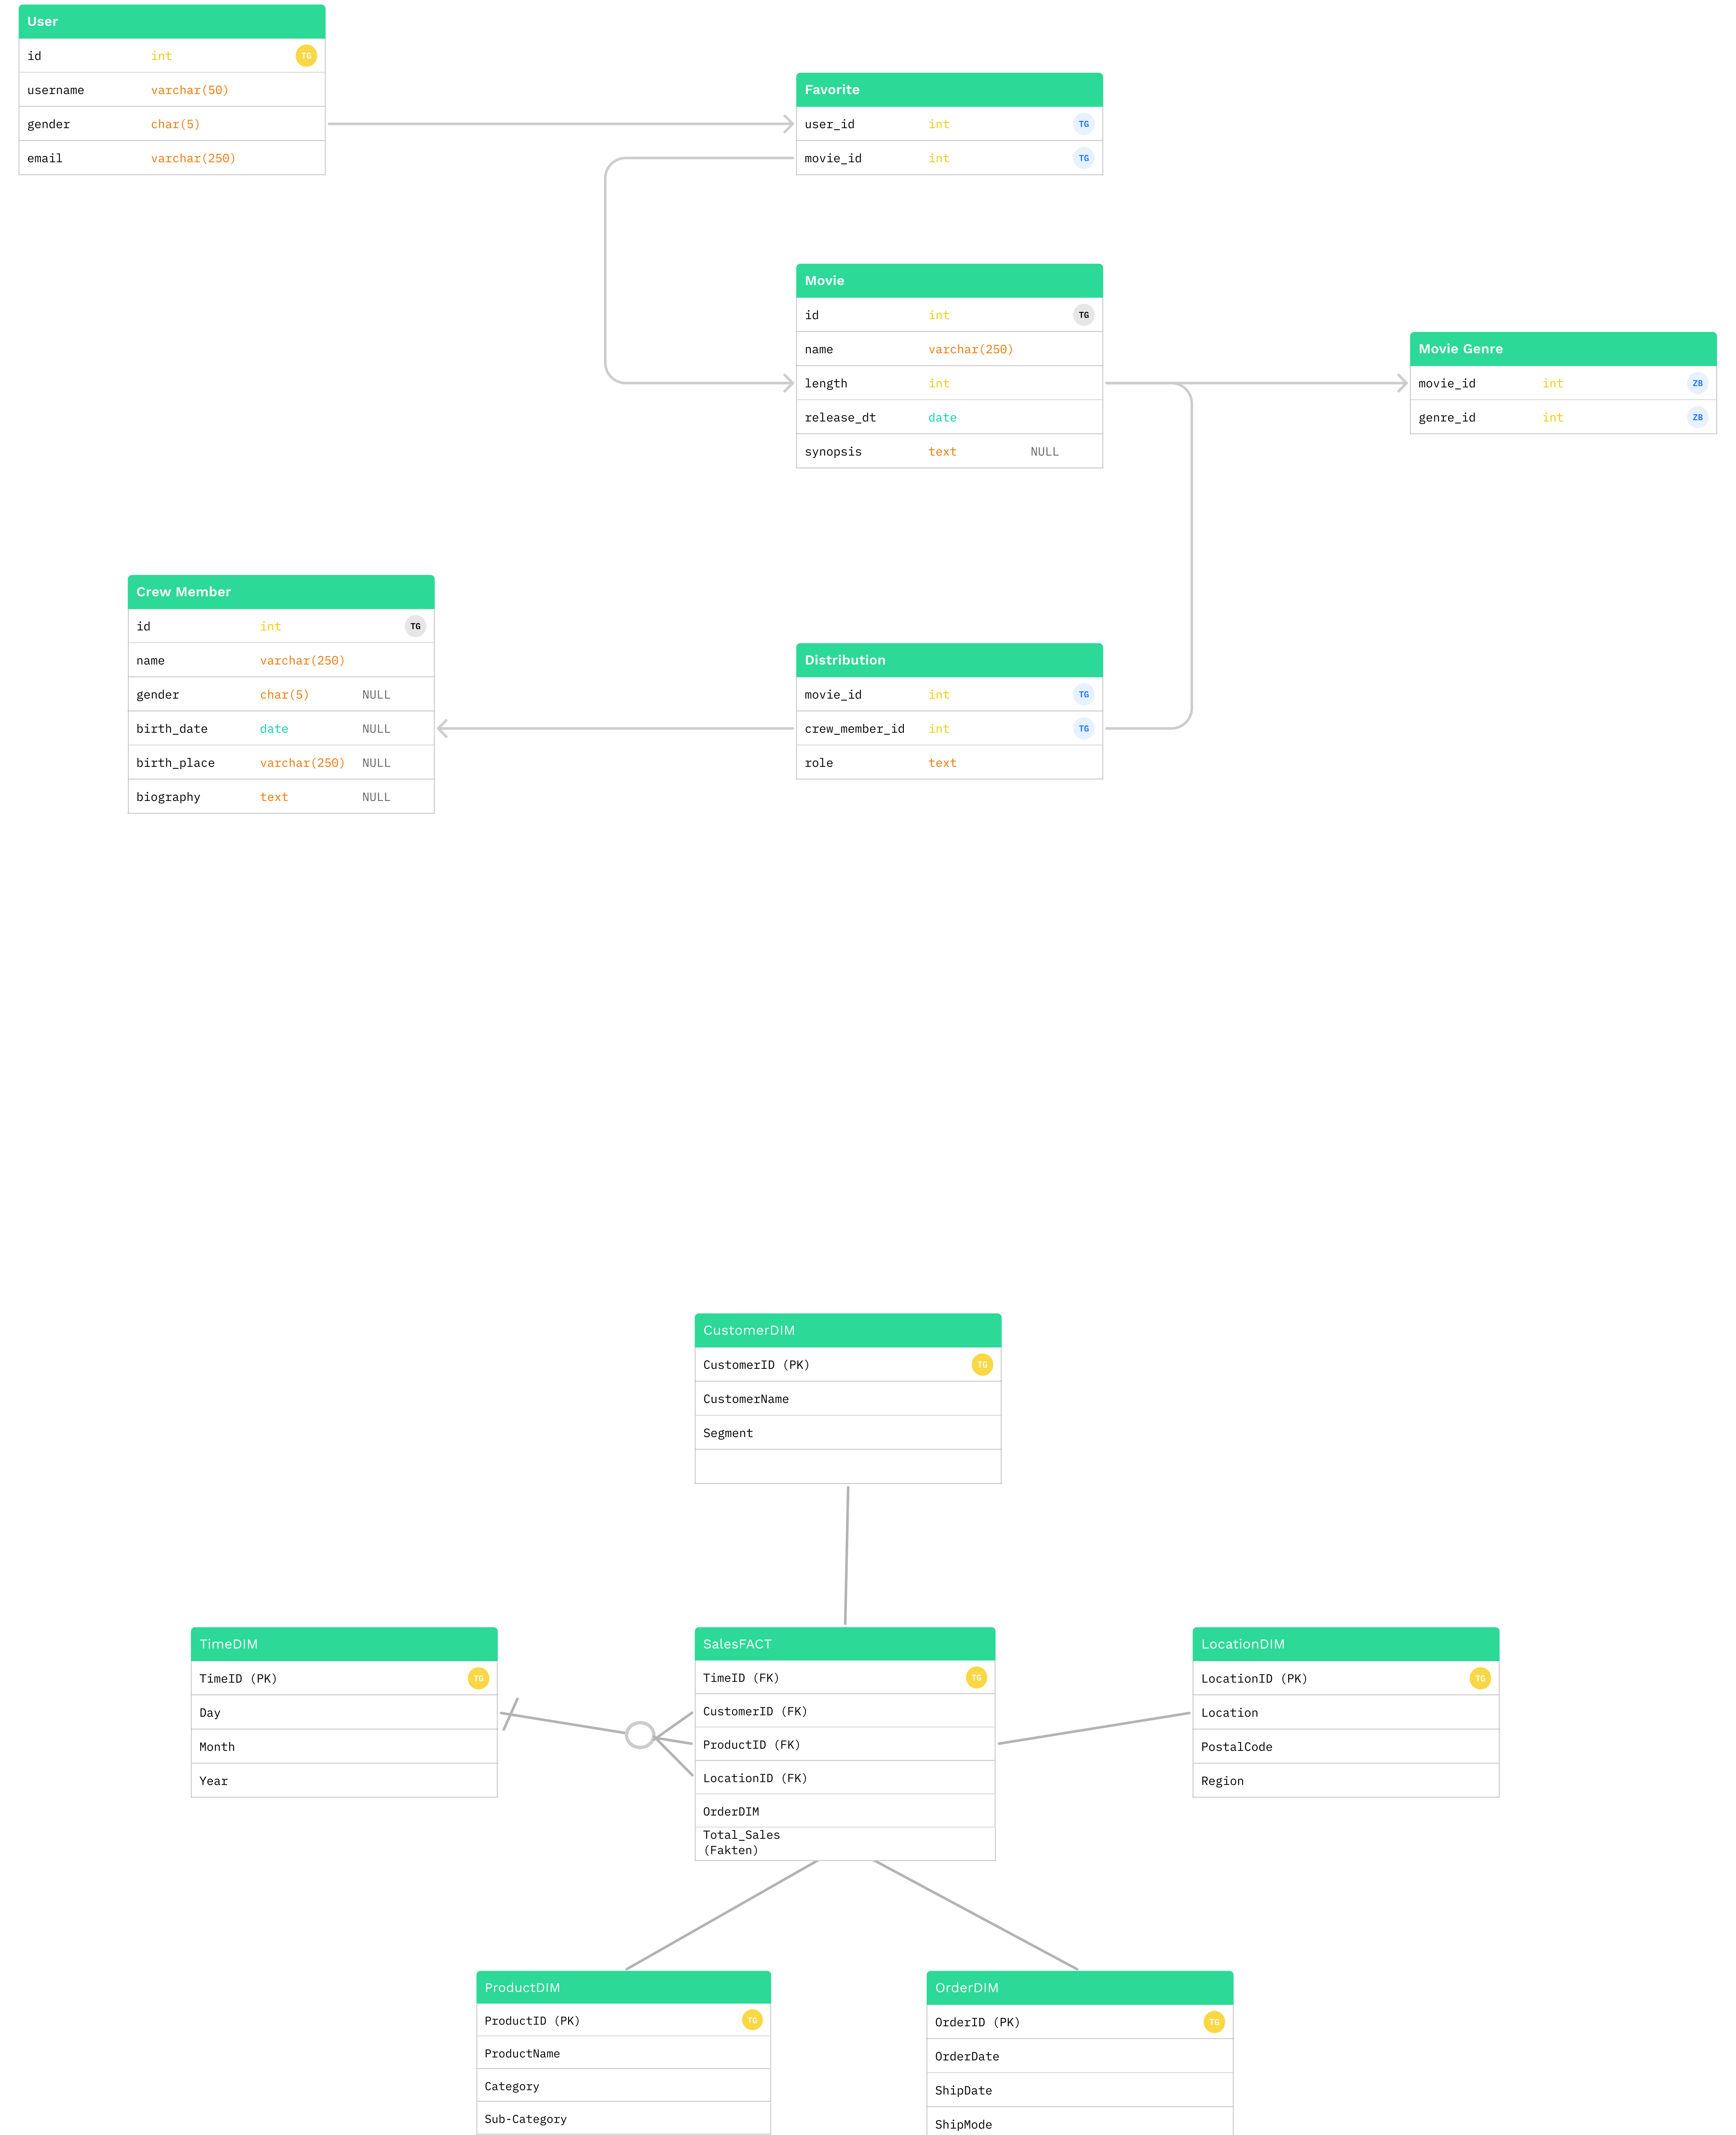 User
id int TG
username varchar(50)
gender char(5)
email varchar(250)
Favorite
user_id int TG
movie_id int TG
Movie
id int TG
name varchar(250)
length int
release_dt date
synopsis text NULL
Movie Genre
movie_id int ZB
genre_id int ZB
Crew Member
id int TG
name varchar(250)
gender char(5) NULL
birth_date date NULL
birth_place varchar(250) NULL
biography text NULL
Distribution
movie_id int TG
crew_member_id int TG
role text
CustomerDIM
CustomerID (PK) TG
CustomerName
Segment
TimeDIM
TimeID (PK) TG
Day
Month
Year
SalesFACT
TimeID (FK) TG
CustomerID (FK)
ProductID (FK)
LocationID (FK)
OrderDIM
Total_Sales
(Fakten)
LocationDIM
LocationID (PK) TG
Location
PostalCode
Region
ProductDIM
ProductID (PK) TG
ProductName
Category
Sub-Category
OrderDIM
OrderID (PK) TG
OrderDate
ShipDate
ShipMode